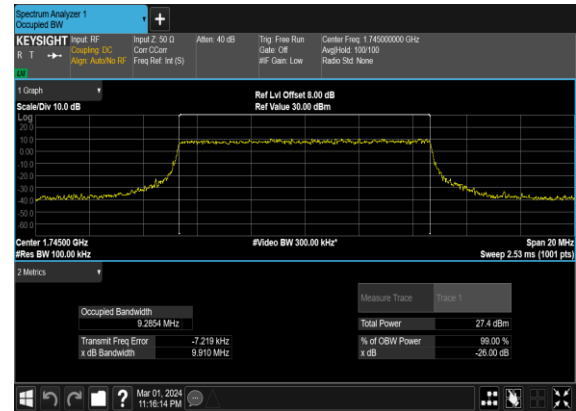 Spectrum Analyzer 1
Occupied BW
KEYSIGHT
R T
LXI
Input: RF
Coupling: DC
Align: Auto/No RF
Input Z: 50 Ω
Corr CCorr
Freq Ref: Int (S)
Atten: 40 dB
Trig: Free Run
Gate: Off
#IF Gain: Low
Center Freq: 1.745000000 GHz
Avg|Hold: 100/100
Radio Std: None
1 Graph
Scale/Div 10.0 dB
Ref Lvl Offset 8.00 dB
Ref Value 30.00 dBm
Log
20.0
10.0
0.00
-10.0
-20.0
-30.0
-40.0
-50.0
-60.0
Center 1.74500 GHz
#Res BW 100.00 kHz
#Video BW 300.00 kHz*
Span 20 MHz
Sweep 2.53 ms (1001 pts)
2 Metrics
Occupied Bandwidth
9.2854 MHz
Transmit Freq Error -7.219 kHz
x dB Bandwidth 9.910 MHz
Measure Trace Trace 1
Total Power 27.4 dBm
% of OBW Power 99.00 %
x dB -26.00 dB
?
Mar 01, 2024
11:16:14 PM